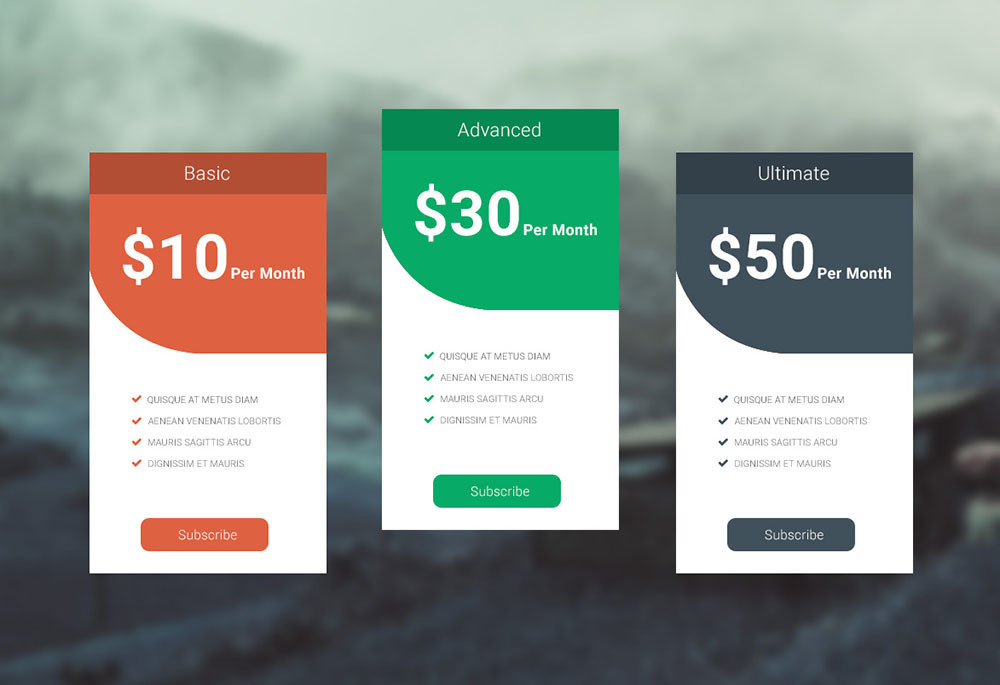 Basic
$10 Per Month
QUISQUE AT METUS DIAM
AENEAN VENENATIS LOBORTIS
MAURIS SAGITTIS ARCU
DIGNISSIM ET MAURIS
Subscribe
Advanced
$30 Per Month
QUISQUE AT METUS DIAM
AENEAN VENENATIS LOBORTIS
MAURIS SAGITTIS ARCU
DIGNISSIM ET MAURIS
Subscribe
Ultimate
$50 Per Month
QUISQUE AT METUS DIAM
AENEAN VENENATIS LOBORTIS
MAURIS SAGITTIS ARCU
DIGNISSIM ET MAURIS
Subscribe